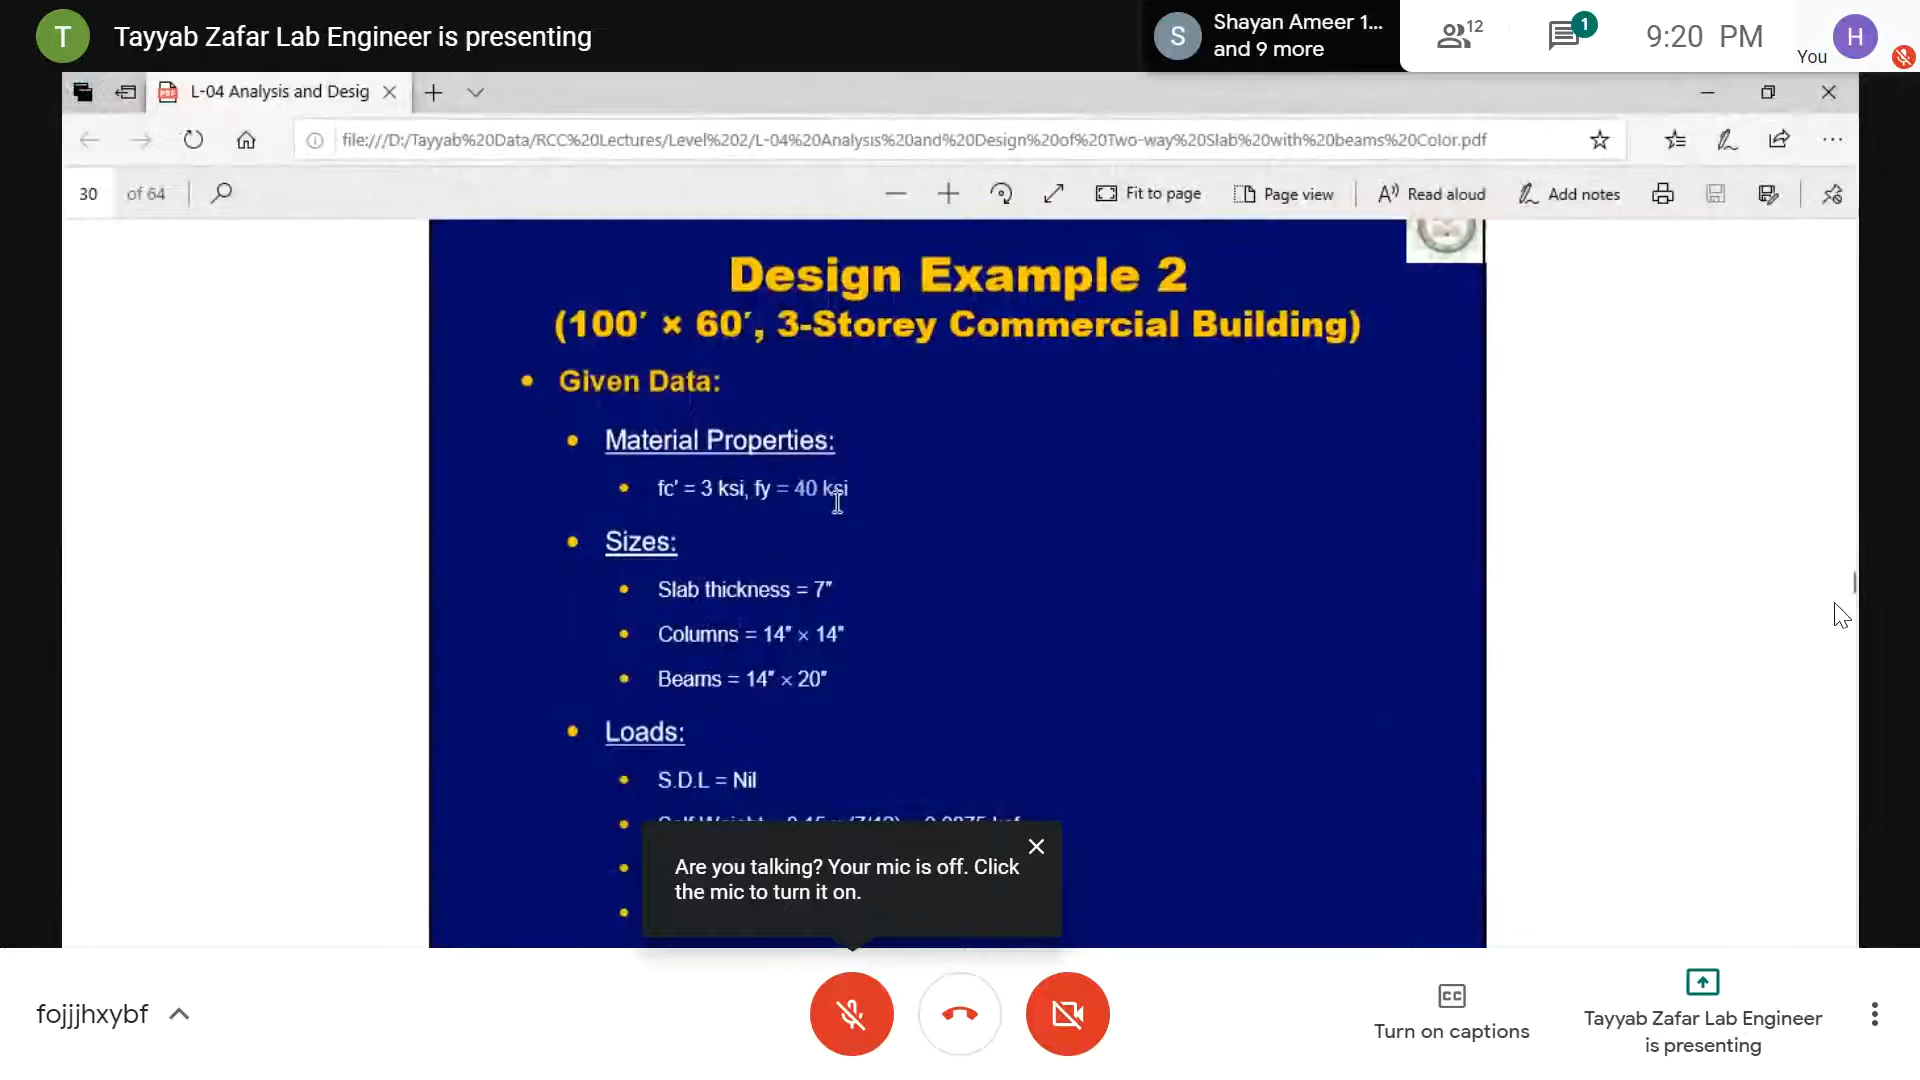 T
Tayyab Zafar Lab Engineer is presenting
S
Shayan Ameer 1...
and 9 more
12
1
9:20 PM
You
H
L-04 Analysis and Desig
file:///D:/Tayyab%20Data/RCC%20Lectures/Level%202/L-04%20Analysis%20and%20Design%20of%20Two-way%20Slab%20with%20beams%20Color.pdf
30 of 64
Fit to page
Page view
Read aloud
Add notes
Design Example 2
(100′ × 60′, 3-Storey Commercial Building)
Given Data:
Material Properties:
fc′ = 3 ksi, fy = 40 ksi
Sizes:
Slab thickness = 7″
Columns = 14″ × 14″
Beams = 14″ × 20″
Loads:
S.D.L = Nil
Are you talking? Your mic is off. Click
the mic to turn it on.
fojjjhxybf
CC
Turn on captions
Tayyab Zafar Lab Engineer
is presenting